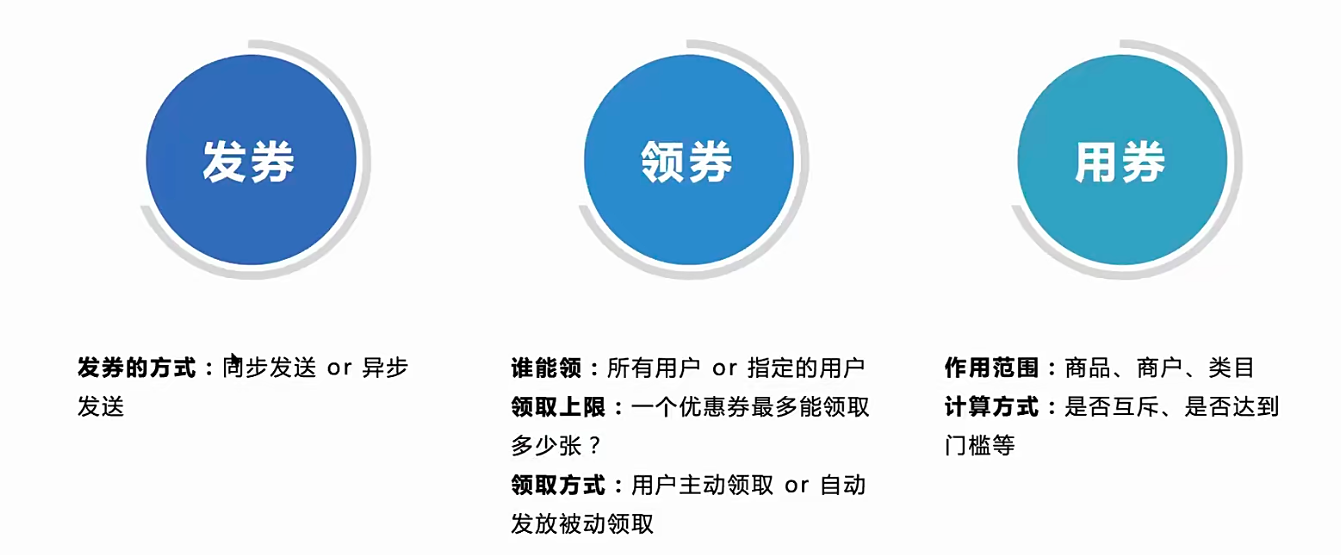 发券
领券
用券
发券的方式：同步发送 or 异步
发送
谁能领：所有用户 or 指定的用户
领取上限：一个优惠券最多能领取
多少张？
领取方式：用户主动领取 or 自动
发放被动领取
作用范围：商品、商户、类目
计算方式：是否互斥、是否达到
门槛等